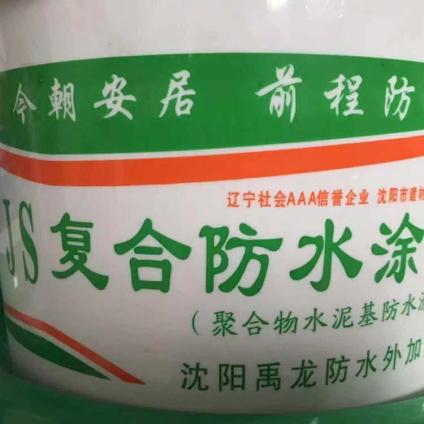 今朝安居 前程防
辽宁社会AAA信誉企业 沈阳市建材
JS复合防水涂
(聚合物水泥基防水涂
沈阳禹龙防水外加